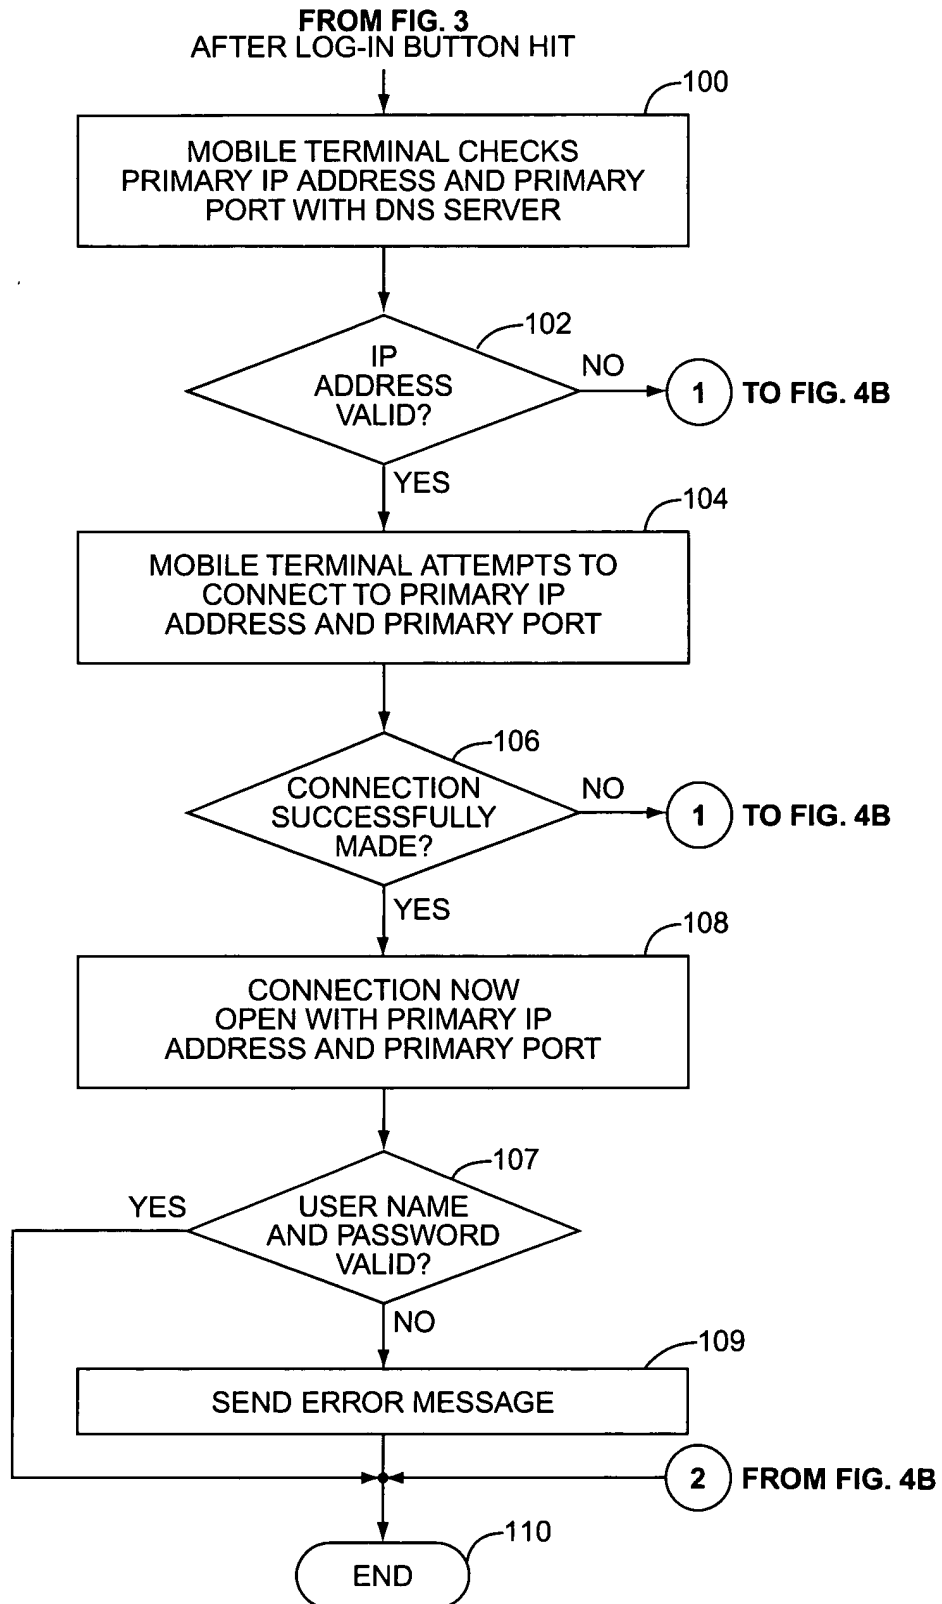 FROM FIG. 3
AFTER LOG-IN BUTTON HIT
100
MOBILE TERMINAL CHECKS
PRIMARY IP ADDRESS AND PRIMARY
PORT WITH DNS SERVER
102
IP
ADDRESS
VALID?
NO
1 TO FIG. 4B
YES
104
MOBILE TERMINAL ATTEMPTS TO
CONNECT TO PRIMARY IP
ADDRESS AND PRIMARY PORT
106
CONNECTION
SUCCESSFULLY
MADE?
NO
1 TO FIG. 4B
YES
108
CONNECTION NOW
OPEN WITH PRIMARY IP
ADDRESS AND PRIMARY PORT
107
YES
USER NAME
AND PASSWORD
VALID?
NO
109
SEND ERROR MESSAGE
2 FROM FIG. 4B
110
END